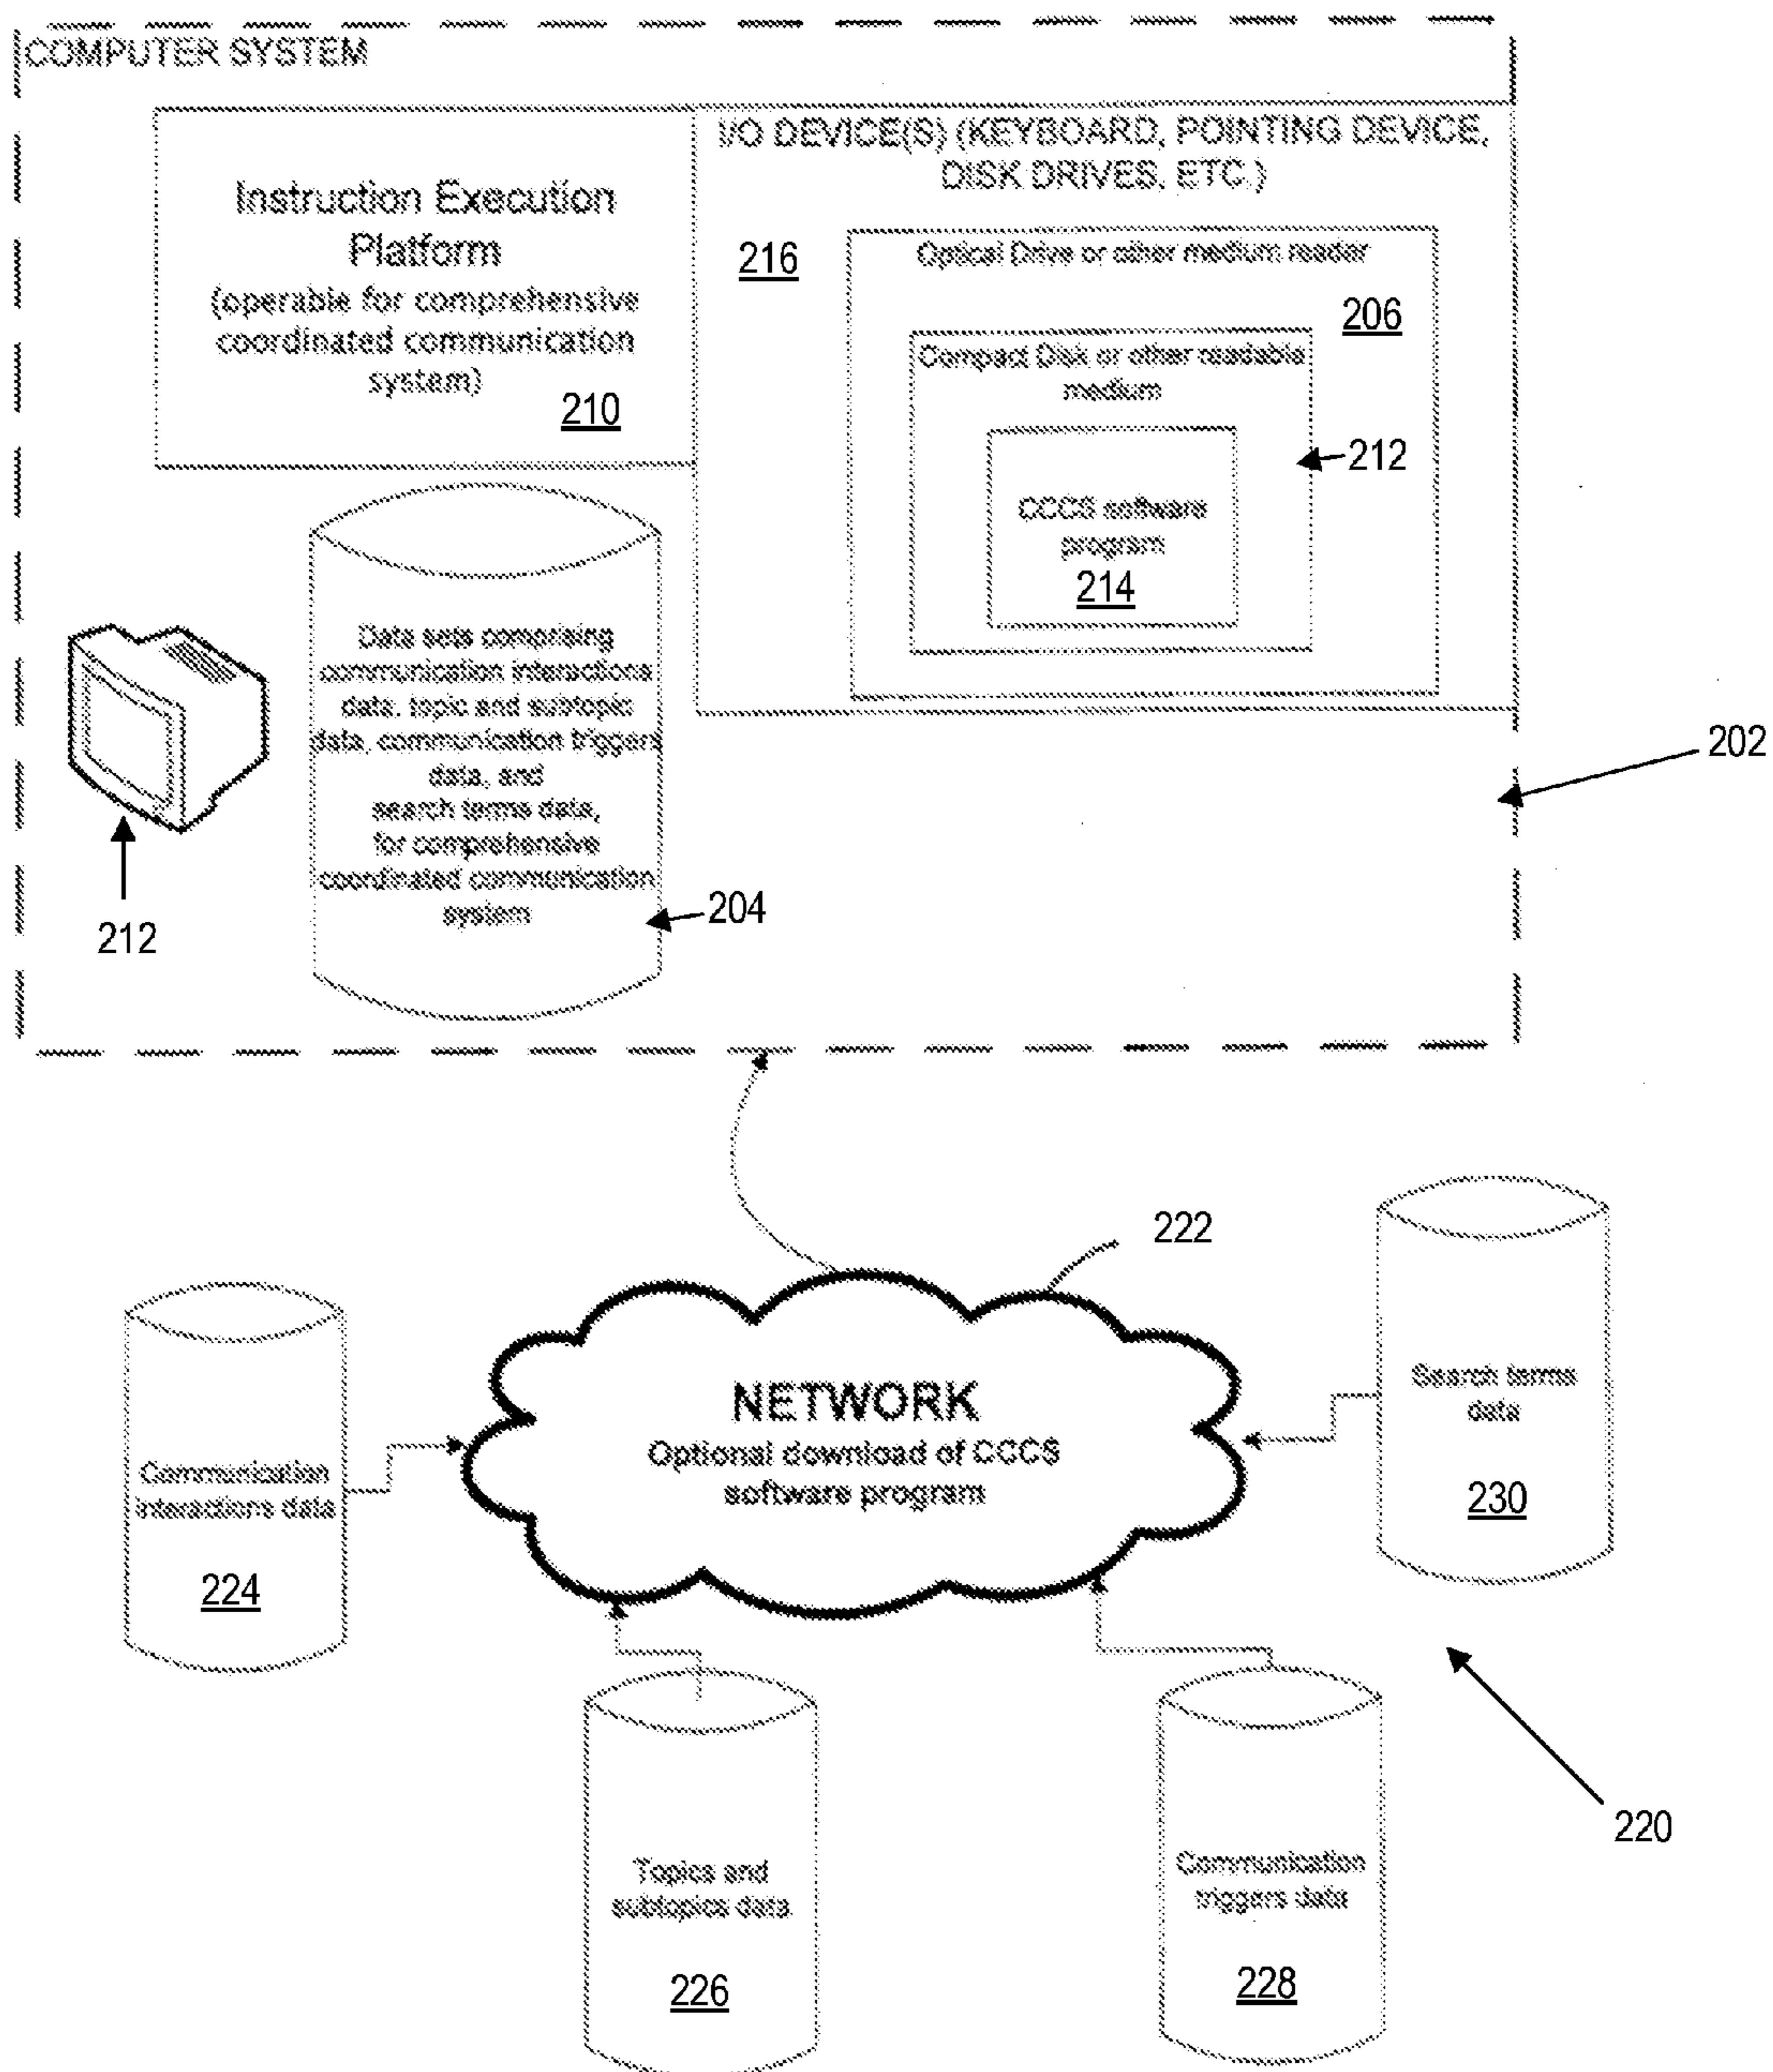 COMPUTER SYSTEM
Instruction Execution
Platform
(operable for comprehensive
coordinated communication
system)
210
I/O DEVICE(S) (KEYBOARD, POINTING DEVICE,
DISK DRIVES, ETC.)
216
Optical Drive or other medium reader
206
Compact Disk or other readable
medium
212
CCCS software
program
214
Data sets comprising
communication interactions
data, topic and subtopic
data, communication triggers
data, and
search terms data,
for comprehensive
coordinated communication
system
204
212
202
222
NETWORK
Optional download of CCCS
software program
Communication
interactions data
224
Search terms
data
230
Topics and
subtopics data
226
Communication
triggers data
228
220